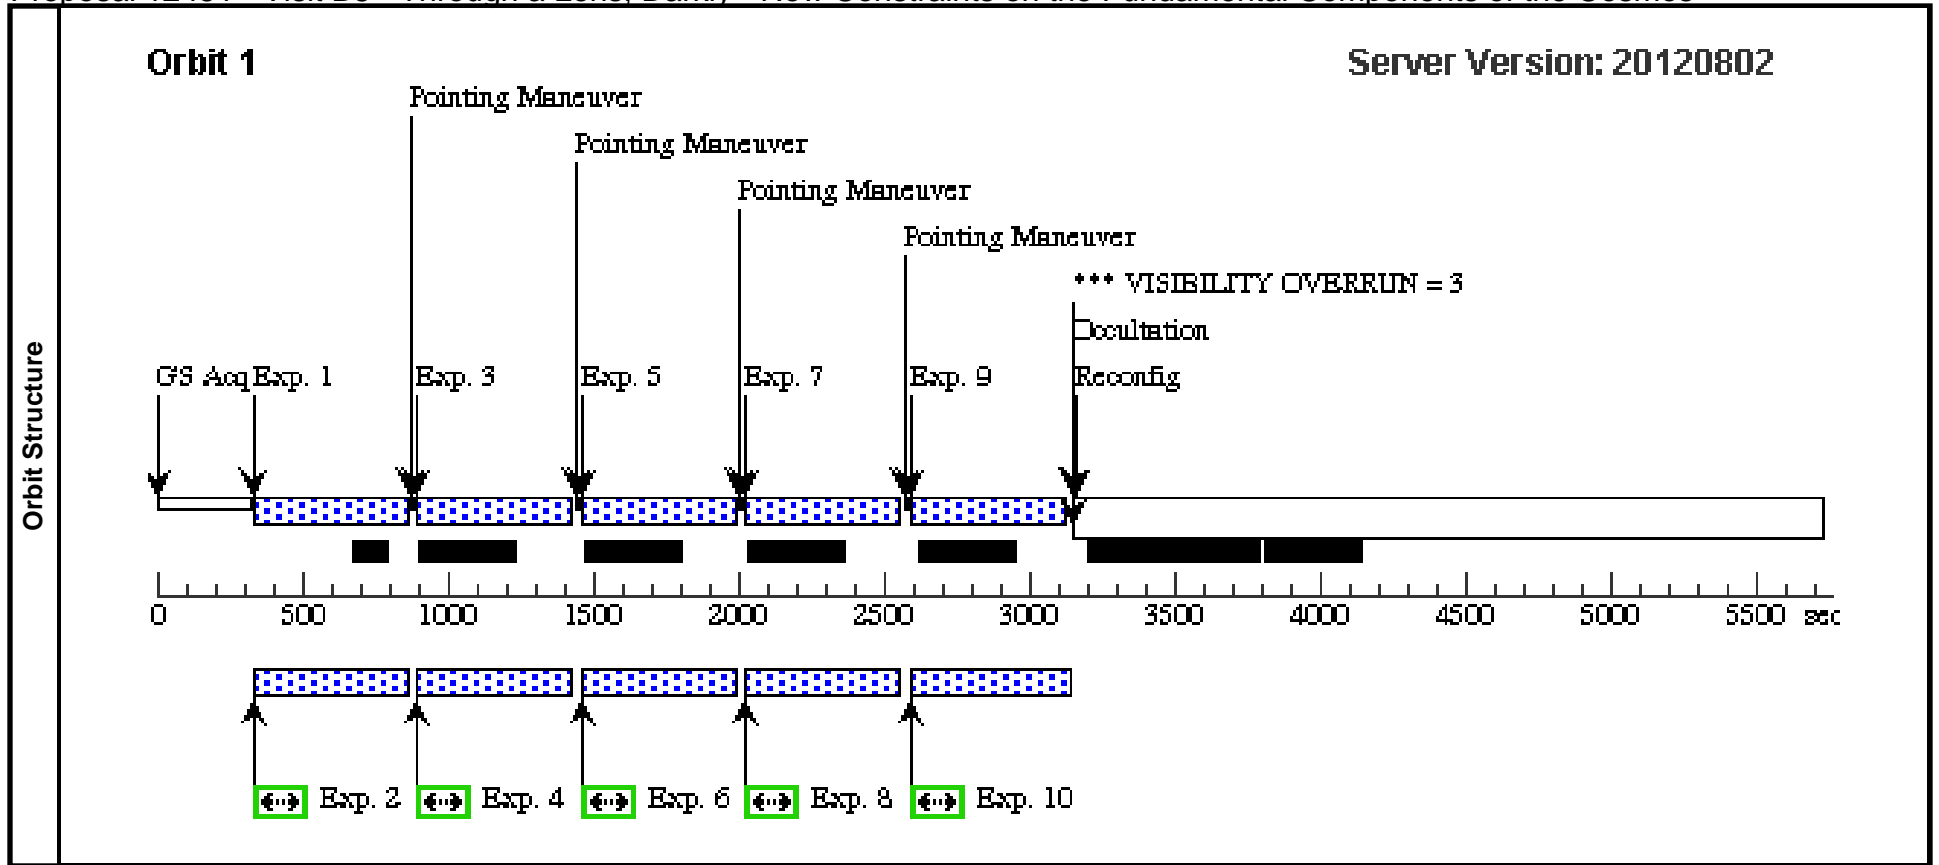 Orbit 1
Server Version: 20120802
Pointing Maneuver
Pointing Maneuver
Pointing Maneuver
Pointing Maneuver
*** VISIBILITY OVERRUN = 3
Occultation
GS Acq Exp. 1 Exp. 3 Exp. 5 Exp. 7 Exp. 9 Reconfig
Orbit Structure
0 500 1000 1500 2000 2500 3000 3500 4000 4500 5000 5500 sec
Exp. 2 Exp. 4 Exp. 6 Exp. 8 Exp. 10